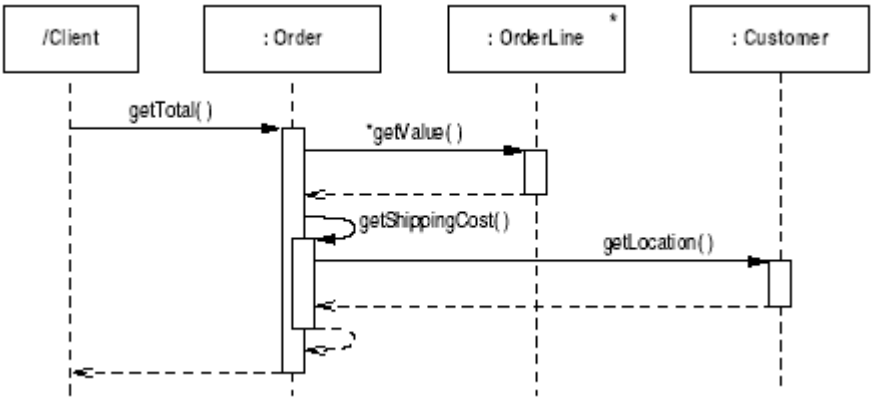 /Client
: Order
: OrderLine
*
: Customer
getTotal( )
*getValue( )
getShippingCost()
getLocation( )